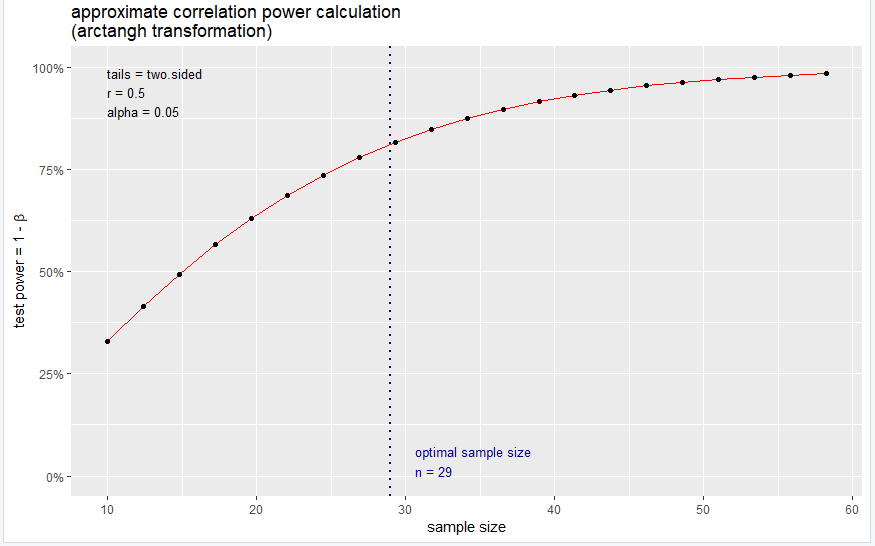 approximate correlation power calculation
(arctangh transformation)
tails = two.sided
r = 0.5
alpha = 0.05
100%
75%
50%
25%
0%
test power = 1 - β
optimal sample size
n = 29
10 20 30 40 50 60
sample size